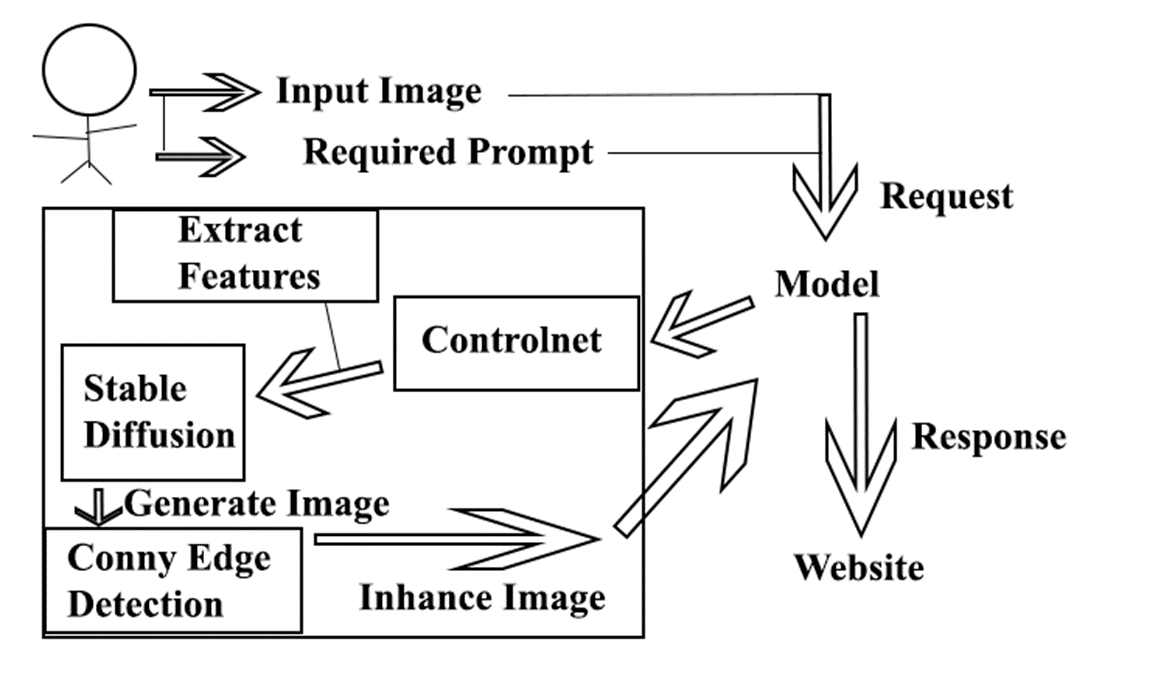 Input Image
Required Prompt
Request
Extract
Features
Model
Controlnet
Stable
Diffusion
Response
Generate Image
Conny Edge
Detection
Website
Inhance Image